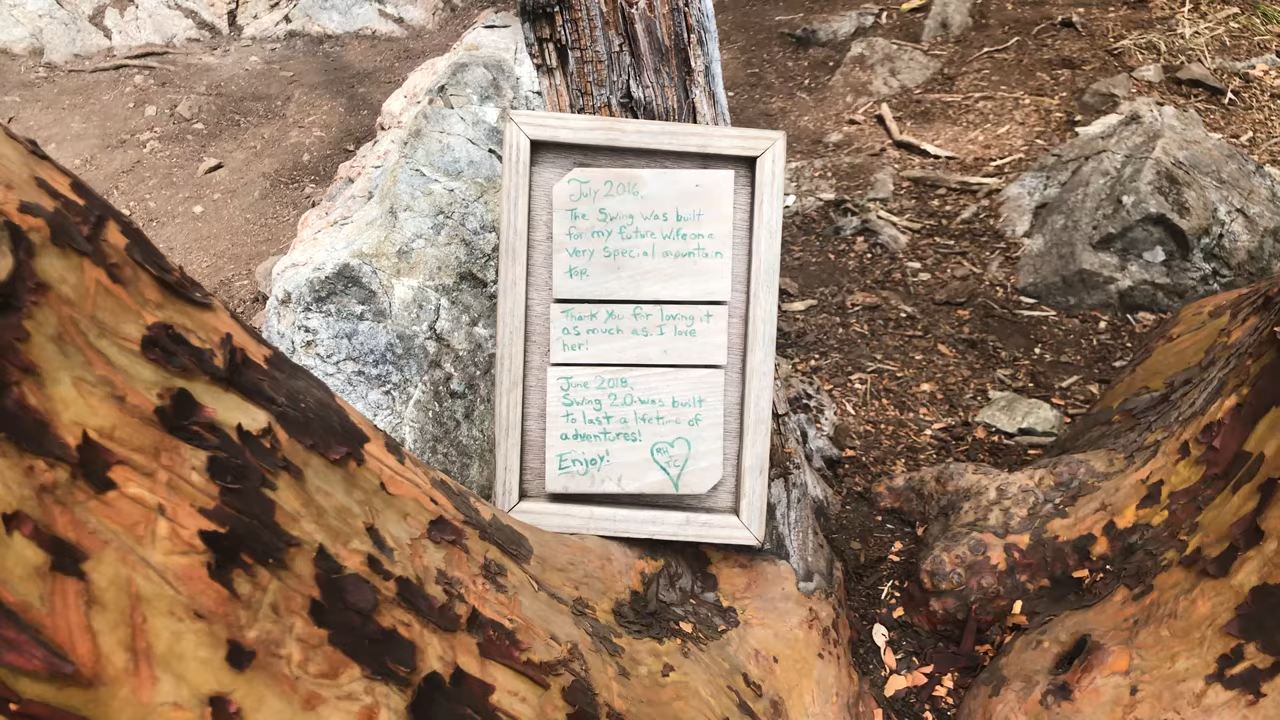 July 2016,
The Swing was built
for my future wife on a
very special mountain
top.
Thank You for loving it
as much as I love
her!
June 2018,
Swing 2.0 was built
to last a lifetime of
adventures!
Enjoy!
RH
TC